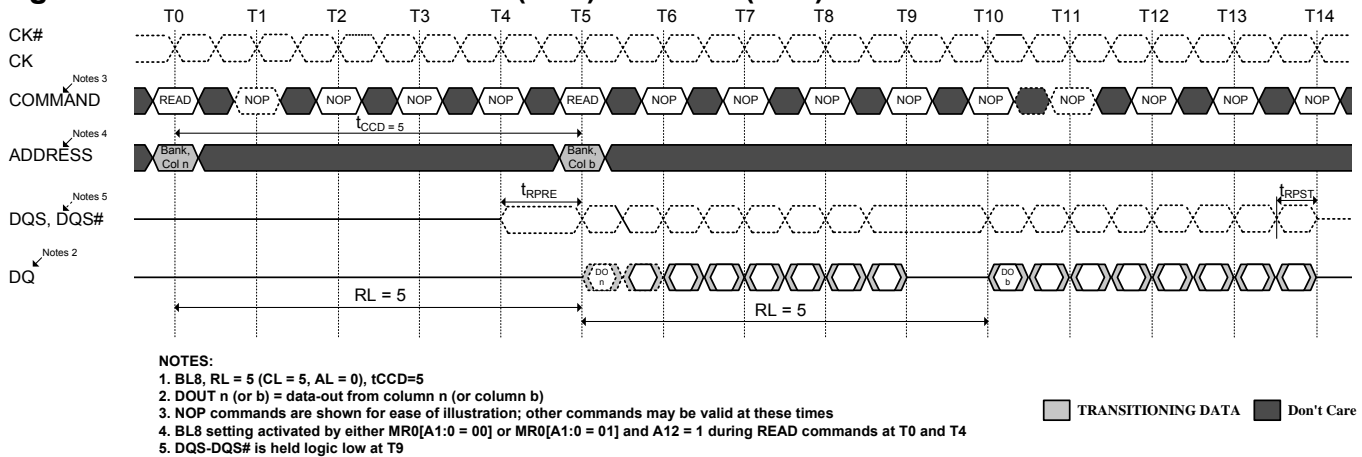 T0 T1 T2 T3 T4 T5 T6 T7 T8 T9 T10 T11 T12 T13 T14
CK#
CK
Notes 3
COMMAND READ NOP NOP NOP NOP READ NOP NOP NOP NOP NOP NOP NOP NOP NOP
tCCD = 5
Notes 4
ADDRESS Bank, Col n Bank, Col b
tRPRE
Notes 5
tRPST
DQS, DQS#
Notes 2
DQ DO n DO b
RL = 5
RL = 5
NOTES:
1. BL8, RL = 5 (CL = 5, AL = 0), tCCD=5
2. DOUT n (or b) = data-out from column n (or column b)
3. NOP commands are shown for ease of illustration; other commands may be valid at these times
4. BL8 setting activated by either MR0[A1:0 = 00] or MR0[A1:0 = 01] and A12 = 1 during READ commands at T0 and T4
5. DQS-DQS# is held logic low at T9
TRANSITIONING DATA Don't Care